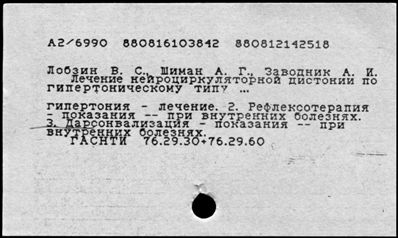 А2/6990 880816103842 880812142518
Лобзин В. С., Шиман А. Г., Заводник А. И.
Лечение нейроциркуляторной дистонии по
гипертоническому типу ...
гипертония - лечение. 2. Рефлексотерапия
- показания -- при внутренних болезнях.
3. Дарсонвализация - показания -- при
внутренних болезнях.
ГАСНТИ 76.29.30+76.29.60